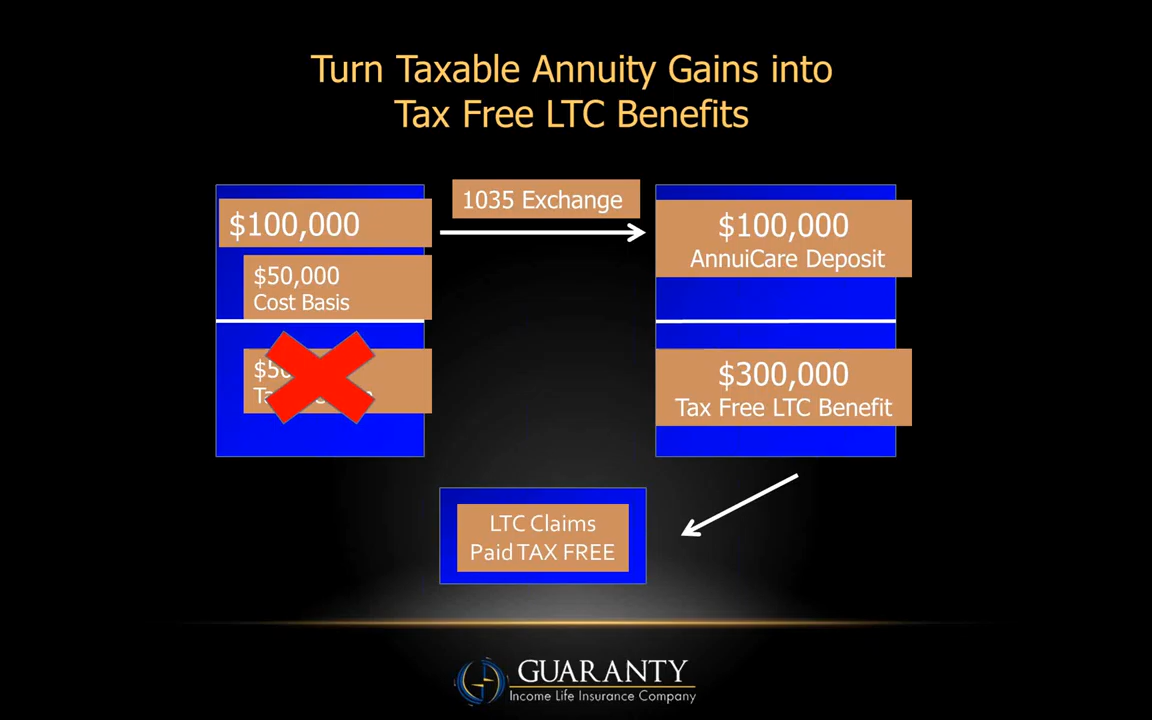 Turn Taxable Annuity Gains into
Tax Free LTC Benefits
1035 Exchange
$100,000
$50,000
Cost Basis
$100,000
AnnuiCare Deposit
$300,000
Tax Free LTC Benefit
LTC Claims
Paid TAX FREE
GUARANTY
Income Life Insurance Company